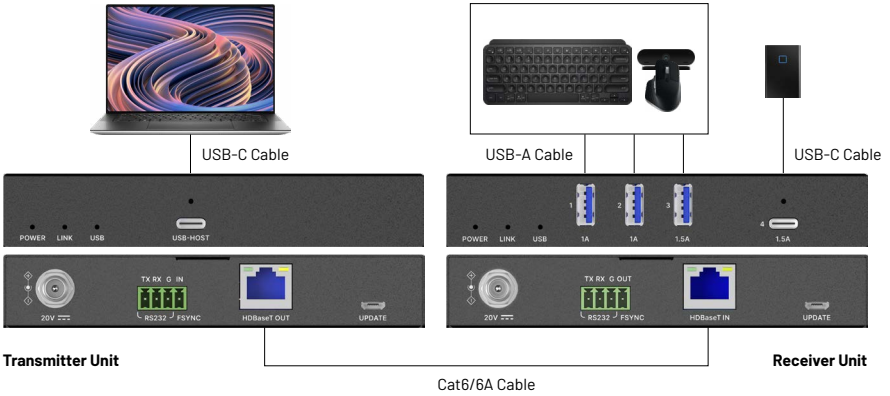 USB-C Cable
USB-A Cable
USB-C Cable
POWER LINK USB
USB-HOST
1
2
3
4
POWER LINK USB
1A
1A
1.5A
1.5A
20V
TX RX G IN
RS232 FSYNC
HDBaseT OUT
UPDATE
20V
TX RX G OUT
RS232 FSYNC
HDBaseT IN
UPDATE
Transmitter Unit
Receiver Unit
Cat6/6A Cable